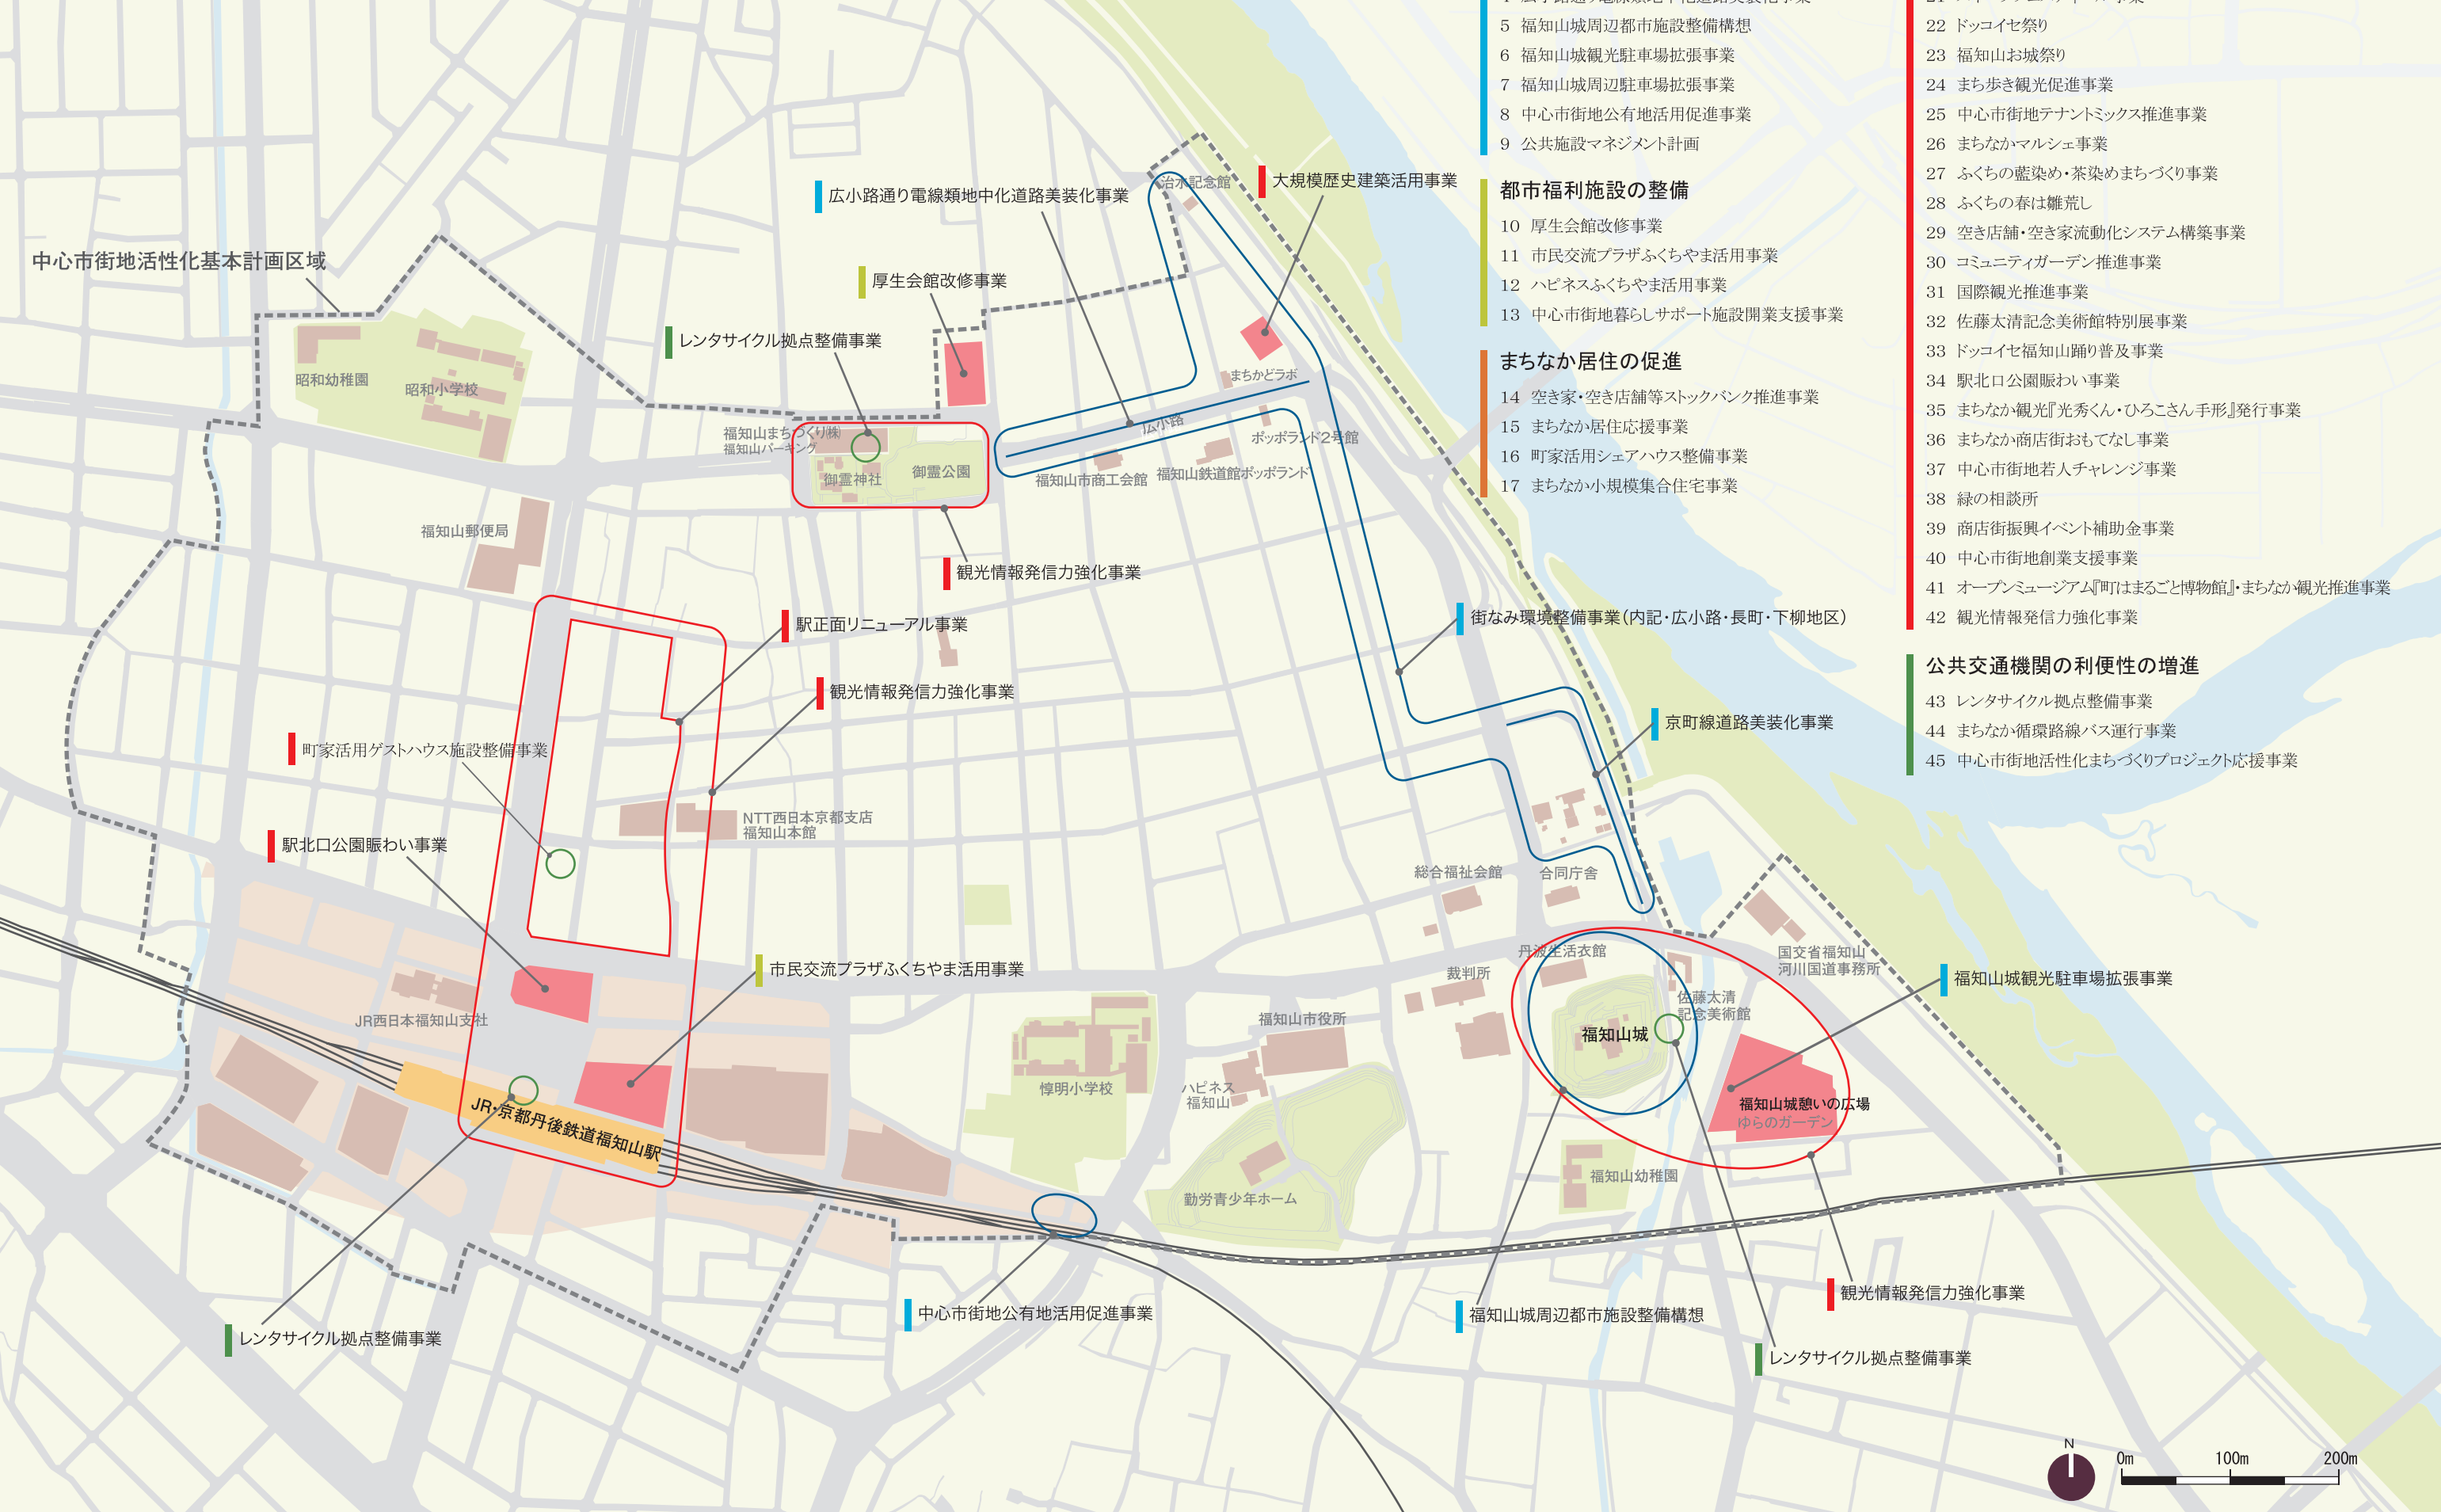 5 福知山城周辺都市施設整備構想
6 福知山城観光駐車場拡張事業
7 福知山城周辺駐車場拡張事業
8 中心市街地公有地活用促進事業
9 公共施設マネジメント計画
都市福利施設の整備
10 厚生会館改修事業
11 市民交流プラザふくちやま活用事業
12 ハピネスふくちやま活用事業
13 中心市街地暮らしサポート施設開業支援事業
まちなか居住の促進
14 空き家・空き店舗等ストックバンク推進事業
15 まちなか居住応援事業
16 町家活用シェアハウス整備事業
17 まちなか小規模集合住宅事業
22 ドッコイセ祭り
23 福知山お城祭り
24 まち歩き観光促進事業
25 中心市街地テナントミックス推進事業
26 まちなかマルシェ事業
27 ふくちの藍染め・茶染めまちづくり事業
28 ふくちの春は雛荒し
29 空き店舗・空き家流動化システム構築事業
30 コミュニティガーデン推進事業
31 国際観光推進事業
32 佐藤太清記念美術館特別展事業
33 ドッコイセ福知山踊り普及事業
34 駅北口公園賑わい事業
35 まちなか観光『光秀くん・ひろこさん手形』発行事業
36 まちなか商店街おもてなし事業
37 中心市街地若人チャレンジ事業
38 緑の相談所
39 商店街振興イベント補助金事業
40 中心市街地創業支援事業
41 オープンミュージアム『町はまるごと博物館』・まちなか観光推進事業
42 観光情報発信力強化事業
公共交通機関の利便性の増進
43 レンタサイクル拠点整備事業
44 まちなか循環路線バス運行事業
45 中心市街地活性化まちづくりプロジェクト応援事業
治水記念館
大規模歴史建築活用事業
広小路通り電線類地中化道路美装化事業
中心市街地活性化基本計画区域
厚生会館改修事業
レンタサイクル拠点整備事業
昭和幼稚園
昭和小学校
まちかどラボ
広小路
福知山まちづくり㈱
福知山パーキング
ポッポランド2号館
御霊神社
御霊公園
福知山市商工会館
福知山鉄道館ポッポランド
福知山郵便局
観光情報発信力強化事業
駅正面リニューアル事業
街なみ環境整備事業(内記・広小路・長町・下柳地区)
観光情報発信力強化事業
京町線道路美装化事業
町家活用ゲストハウス施設整備事業
NTT西日本京都支店
福知山本館
駅北口公園賑わい事業
総合福祉会館
合同庁舎
市民交流プラザふくちやま活用事業
丹波生活衣館
裁判所
国交省福知山
河川国道事務所
福知山城観光駐車場拡張事業
佐藤太清
記念美術館
JR西日本福知山支社
福知山市役所
福知山城
惇明小学校
ハピネス
福知山
JR・京都丹後鉄道福知山駅
福知山城憩いの広場
ゆらのガーデン
福知山幼稚園
勤労青少年ホーム
観光情報発信力強化事業
中心市街地公有地活用促進事業
福知山城周辺都市施設整備構想
レンタサイクル拠点整備事業
レンタサイクル拠点整備事業
N
0m 100m 200m